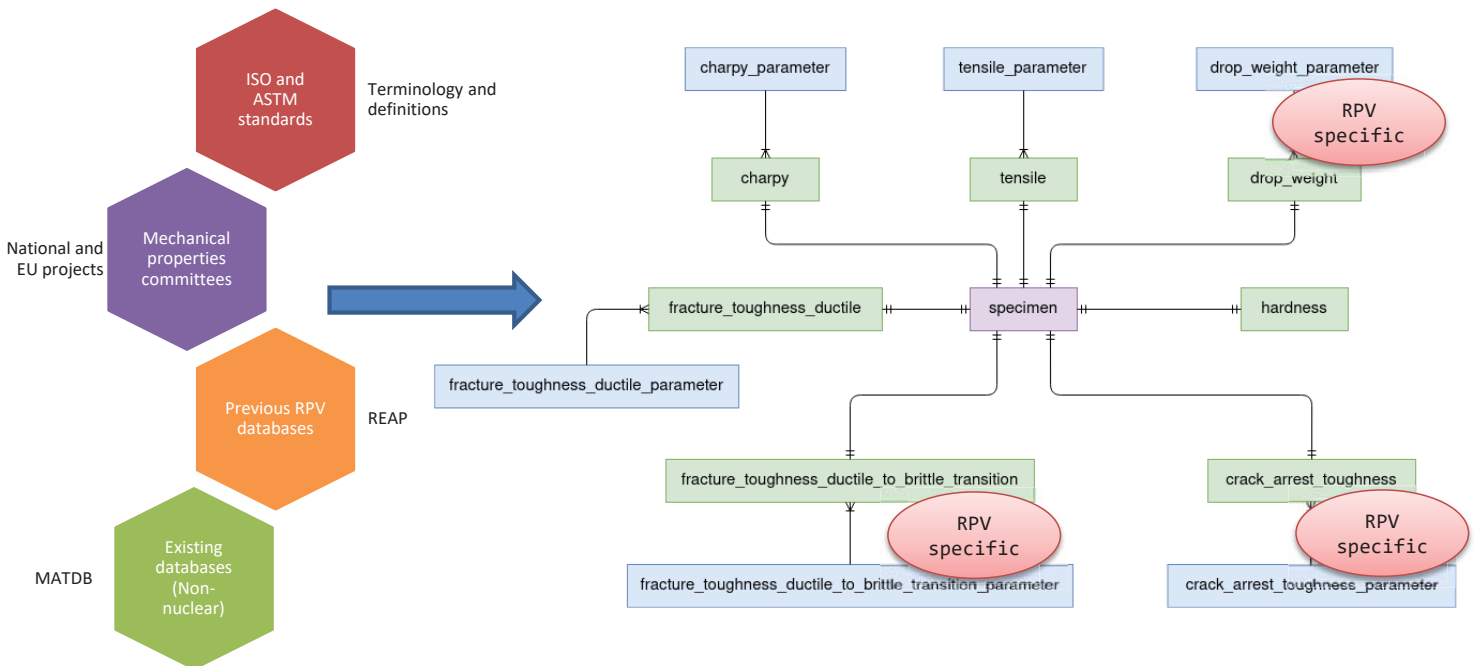 ISO and
ASTM
standards
Terminology and
definitions
National and
EU projects
Mechanical
properties
committees
Previous RPV
databases
REAP
MATDB
Existing
databases
(Non-
nuclear)
charpy_parameter
tensile_parameter
drop_weight_parameter
RPV
specific
charpy
tensile
drop_weight
fracture_toughness_ductile
specimen
hardness
fracture_toughness_ductile_parameter
fracture_toughness_ductile_to_brittle_transition
crack_arrest_toughness
RPV
specific
RPV
specific
fracture_toughness_ductile_to_brittle_transition_parameter
crack_arrest_toughness_parameter